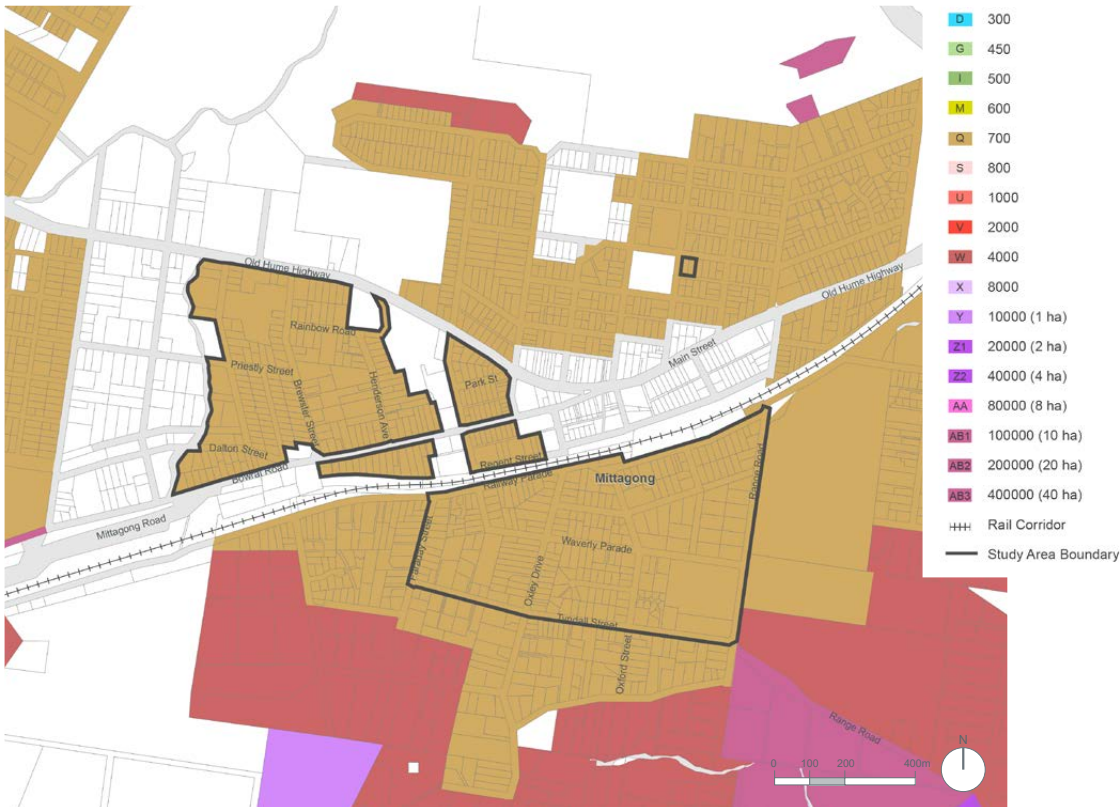 D 300
G 450
I 500
M 600
Q 700
S 800
U 1000
V 2000
W 4000
X 8000
Y 10000 (1 ha)
Z1 20000 (2 ha)
Z2 40000 (4 ha)
AA 80000 (8 ha)
AB1 100000 (10 ha)
AB2 200000 (20 ha)
AB3 400000 (40 ha)
Rail Corridor
Study Area Boundary
Old Hume Highway
Old Hume Highway
Rainbow Road
Main Street
Priestly Street
Brewster Street
Henderson Ave
Park St
Dalton Street
Bowral Road
Regent Street
Railway Parade
Mittagong
Range Road
Mittagong Road
Faraday Street
Waverly Parade
Oxley Drive
Tyndall Street
Oxford Street
Range Road
N
0 100 200 400m